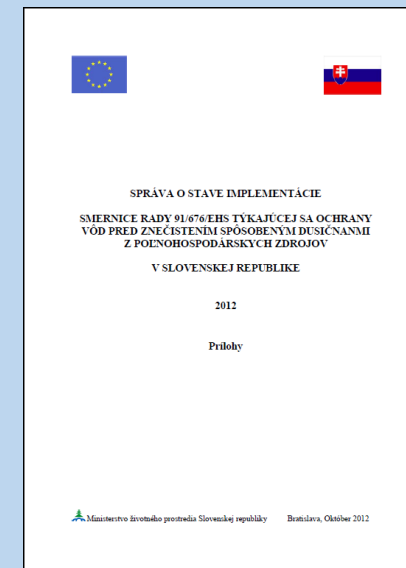 SPRÁVA O STAVE IMPLEMENTÁCIE
SMERNICE RADY 91/676/EHS TÝKAJÚCEJ SA OCHRANY
VÔD PRED ZNEČISTENÍM SPÔSOBENÝM DUSIČNANMI
Z POĽNOHOSPODÁRSKYCH ZDROJOV
V SLOVENSKEJ REPUBLIKE
2012
Prílohy
Ministerstvo životného prostredia Slovenskej republiky Bratislava, Október 2012